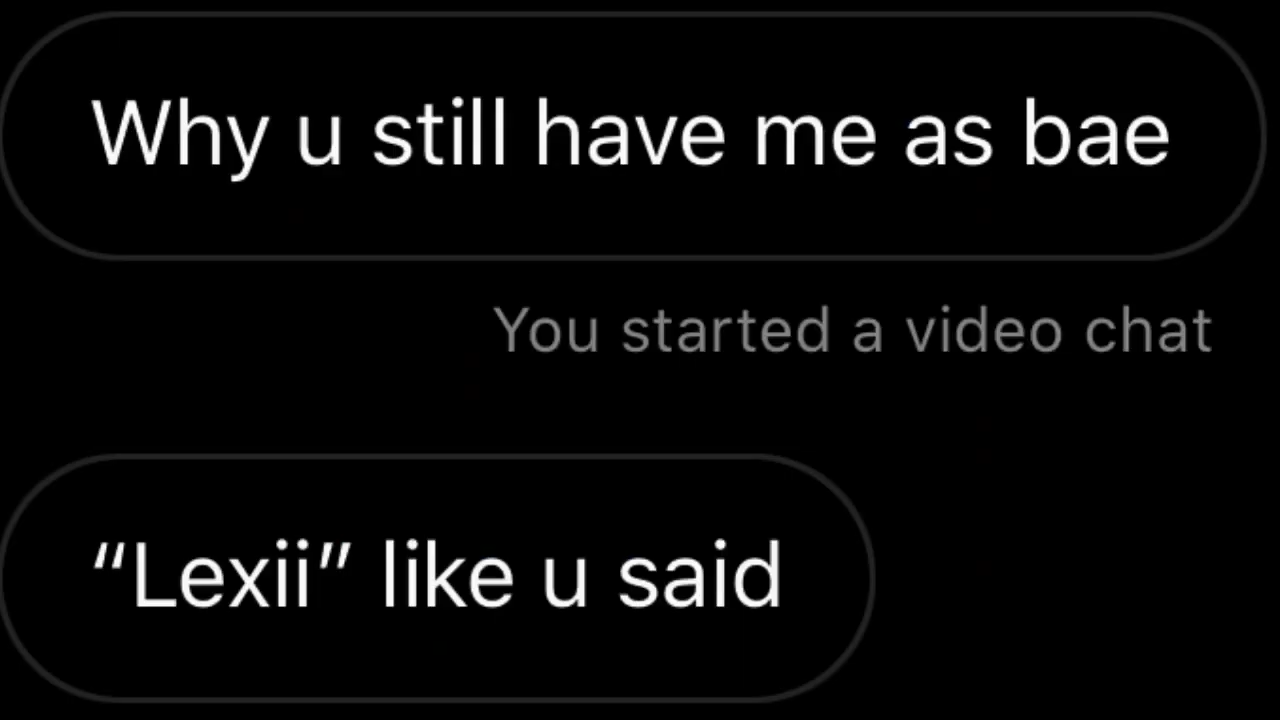 Why u still have me as bae
You started a video chat
“Lexii” like u said